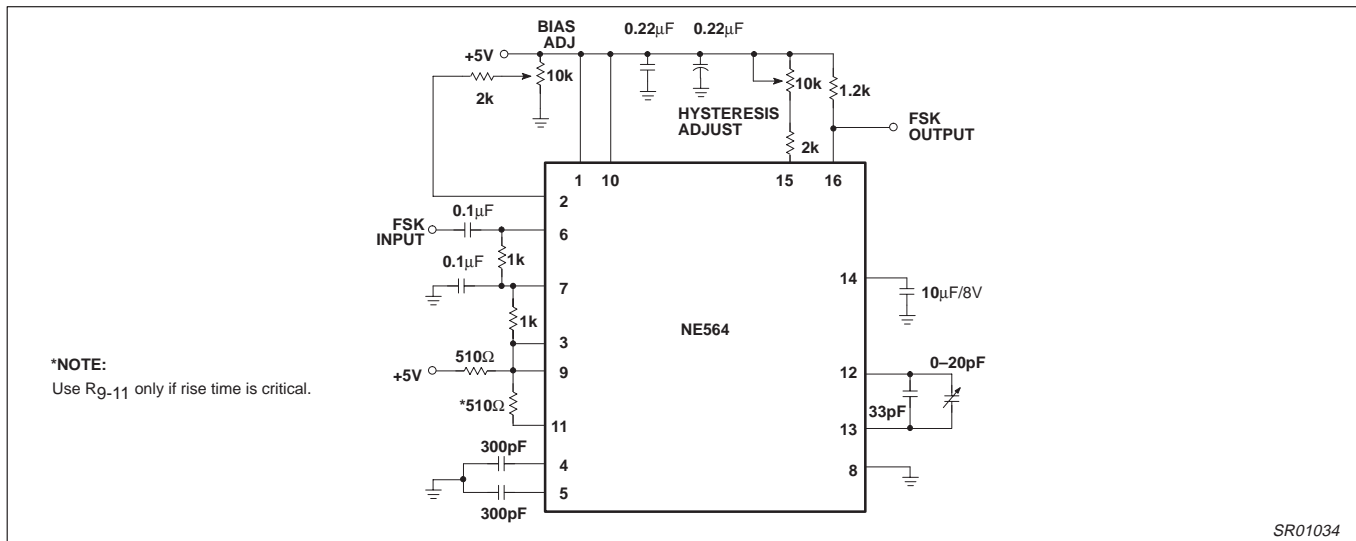 BIAS
ADJ
0.22µF
0.22µF
+5V
10k
2k
10k
1.2k
HYSTERESIS
ADJUST
FSK
OUTPUT
2k
1
10
15
16
2
0.1µF
FSK
INPUT
6
1k
0.1µF
7
14
10µF/8V
1k
NE564
3
*NOTE:
Use R9-11 only if rise time is critical.
510Ω
+5V
9
0–20pF
12
*510Ω
33pF
11
13
300pF
4
8
5
300pF
SR01034